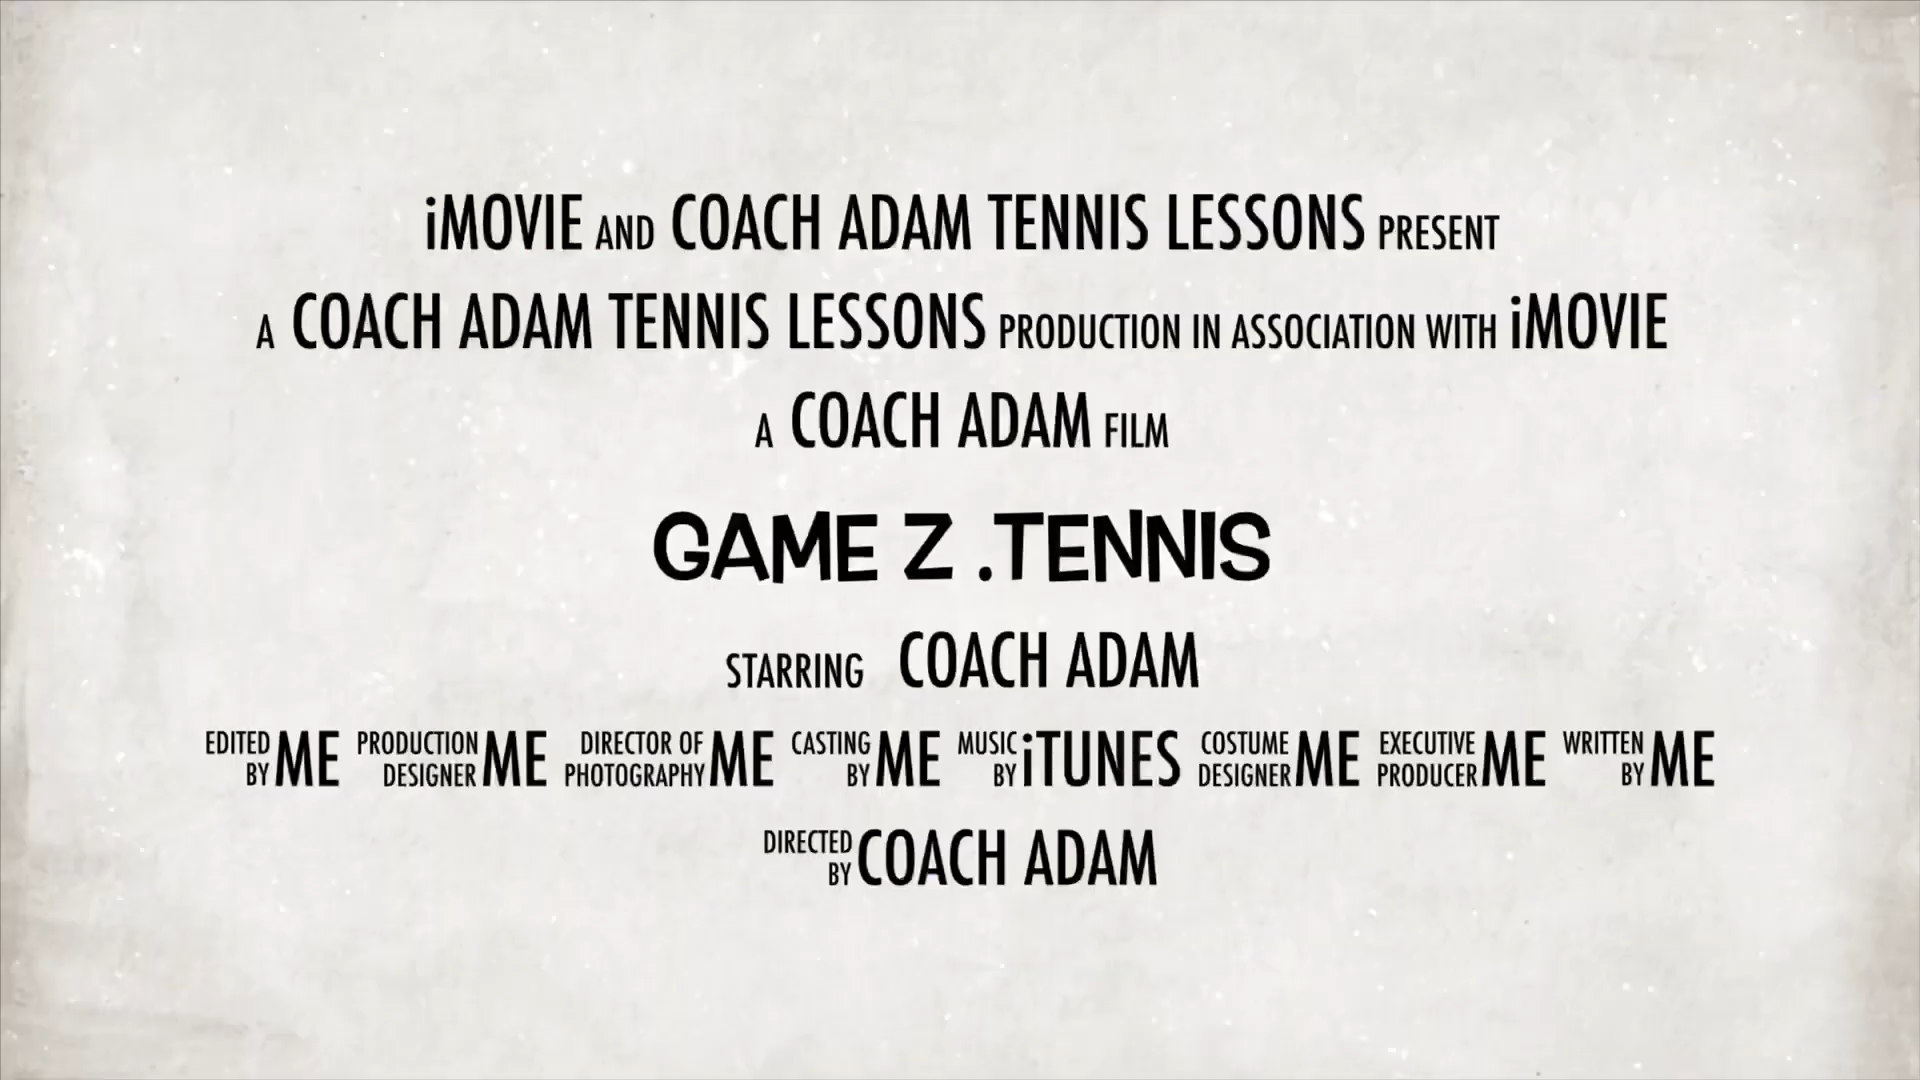 iMOVIE AND COACH ADAM TENNIS LESSONS PRESENT
A COACH ADAM TENNIS LESSONS PRODUCTION IN ASSOCIATION WITH iMOVIE
A COACH ADAM FILM
GAME Z .TENNIS
STARRING COACH ADAM
EDITED BY ME PRODUCTION DESIGNER ME DIRECTOR OF PHOTOGRAPHY ME CASTING BY ME MUSIC BY iTUNES COSTUME DESIGNER ME EXECUTIVE PRODUCER ME WRITTEN BY ME
DIRECTED BY COACH ADAM